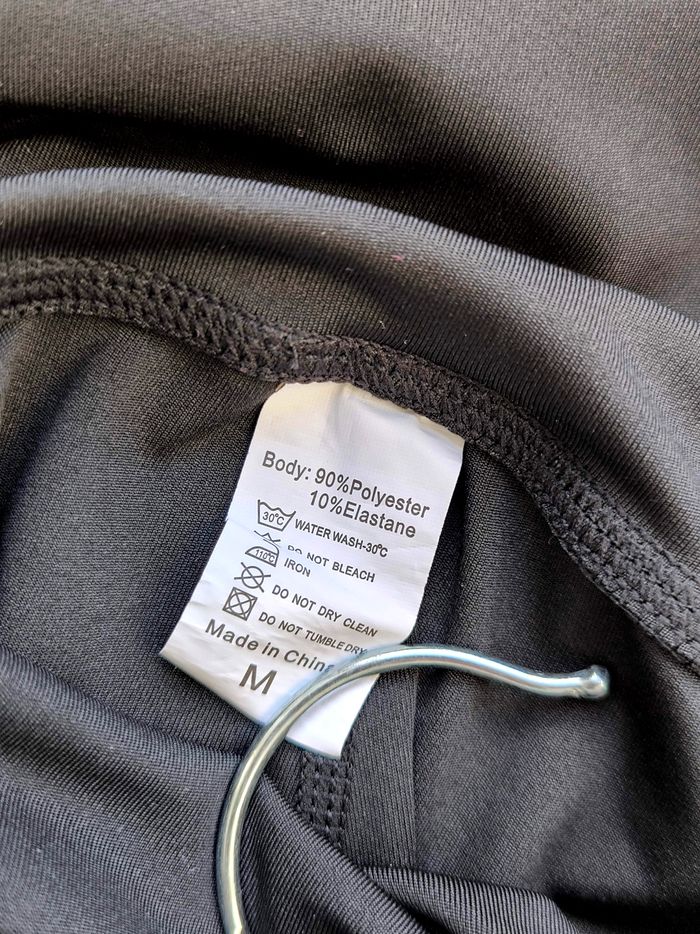 Body: 90%Polyester
10%Elastane
30°C WATER WASH-30°C
DO NOT BLEACH
110°C IRON
DO NOT DRY CLEAN
DO NOT TUMBLE DRY
Made in China
M